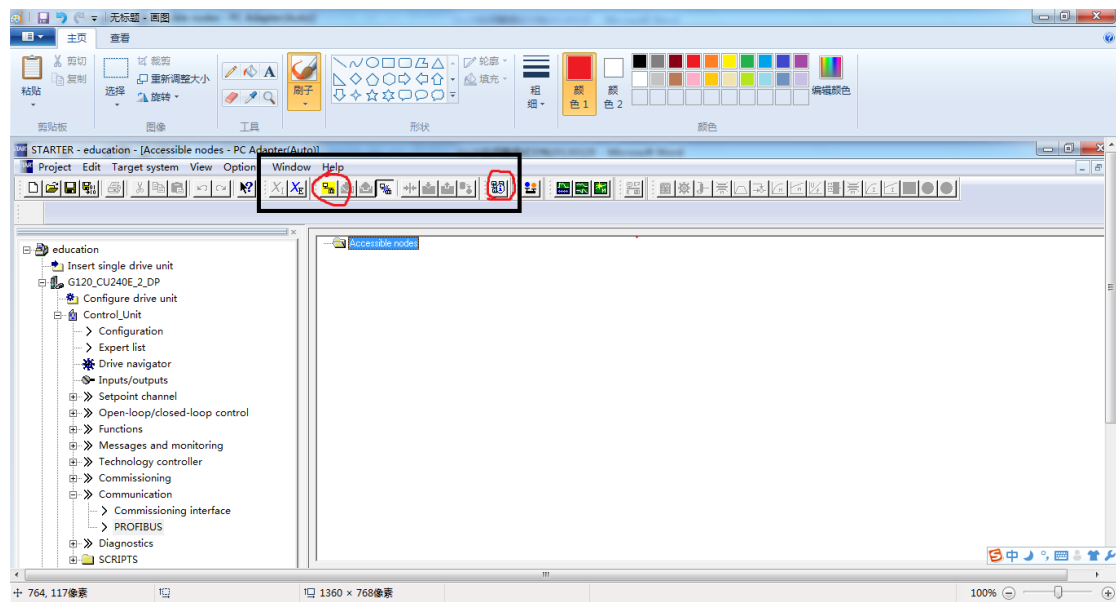 无标题 - 画图
主页 查看
粘贴
剪切
复制
选择
裁剪
重新调整大小
旋转
A
刷子
轮廓
填充
粗
细
颜
色 1
颜
色 2
编辑颜色
剪贴板 图像 工具 形状 颜色
STARTER - education - [Accessible nodes - PC Adapter(Auto)]
Project Edit Target system View Option Window Help
education
Accessible nodes
Insert single drive unit
G120_CU240E_2_DP
Configure drive unit
Control_Unit
Configuration
Expert list
Drive navigator
Inputs/outputs
Setpoint channel
Open-loop/closed-loop control
Functions
Messages and monitoring
Technology controller
Commissioning
Communication
Commissioning interface
PROFIBUS
Diagnostics
SCRIPTS
中
764, 117像素
1360 × 768像素
100%